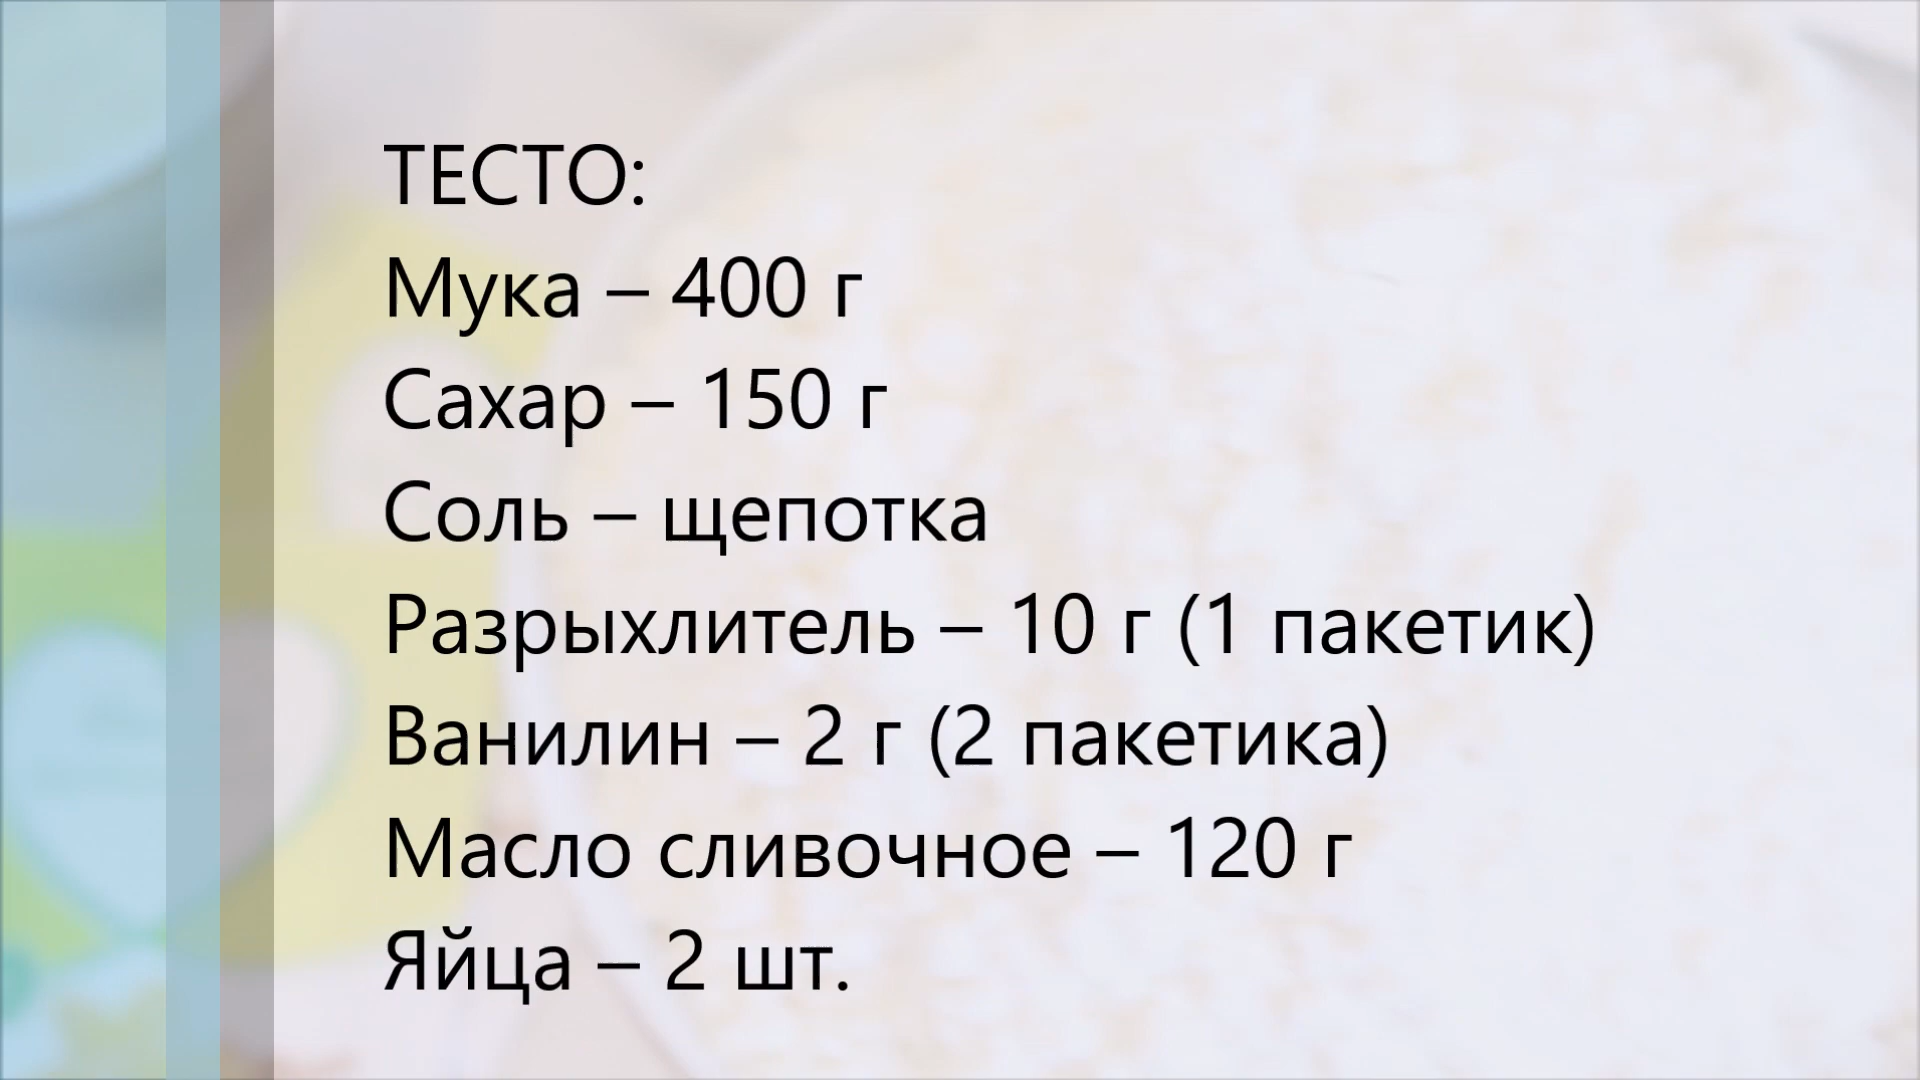 ТЕСТО:
Мука – 400 г
Сахар – 150 г
Соль – щепотка
Разрыхлитель – 10 г (1 пакетик)
Ванилин – 2 г (2 пакетика)
Масло сливочное – 120 г
Яйца – 2 шт.